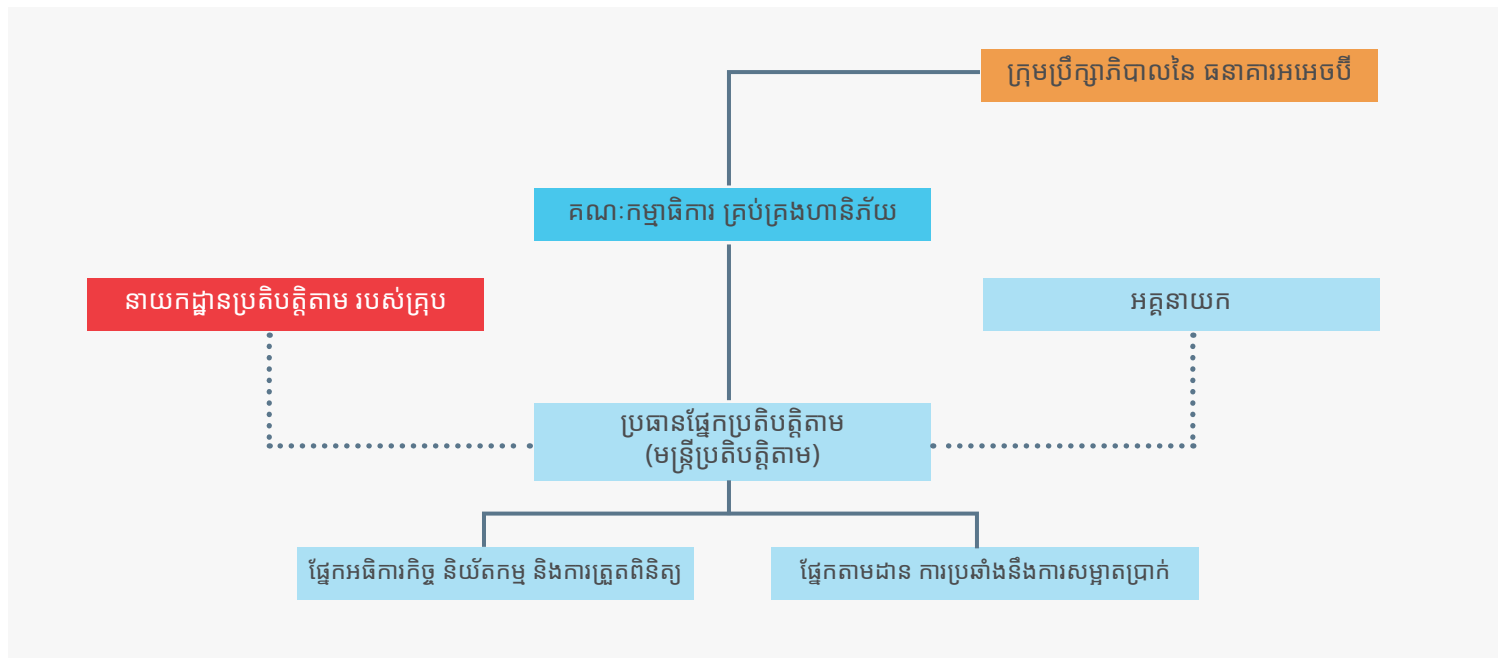 ក្រុមប្រឹក្សាភិបាលនៃ ធនាគារអអេចប៊ី
គណៈកម្មាធិការ គ្រប់គ្រងហានិភ័យ
នាយកដ្ឋានប្រតិបត្តិតាម របស់គ្រុប
អគ្គនាយក
ប្រធានផ្នែកប្រតិបត្តិតាម
(មន្ត្រីប្រតិបត្តិតាម)
ផ្នែកអធិការកិច្ច និយ័តកម្ម និងការត្រួតពិនិត្យ
ផ្នែកតាមដាន ការប្រឆាំងនឹងការសម្អាតប្រាក់